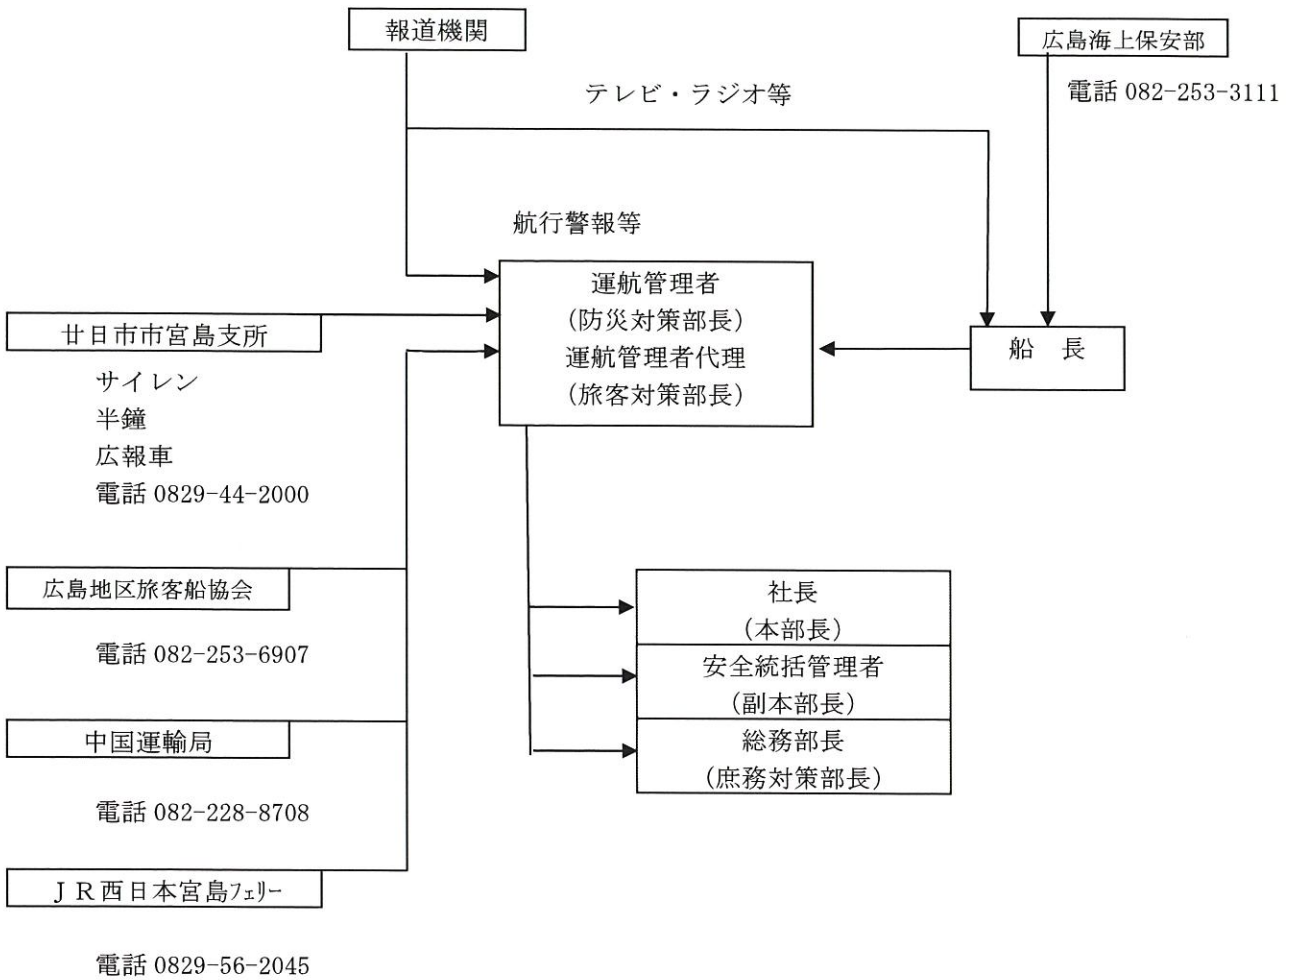 報道機関
広島海上保安部
テレビ・ラジオ等
電話 082-253-3111
航行警報等
運航管理者
(防災対策部長)
運航管理者代理
(旅客対策部長)
船 長
廿日市市宮島支所
サイレン
半鐘
広報車
電話 0829-44-2000
広島地区旅客船協会
電話 082-253-6907
中国運輸局
電話 082-228-8708
JR西日本宮島フェリー
電話 0829-56-2045
社長
(本部長)
安全統括管理者
(副本部長)
総務部長
(庶務対策部長)